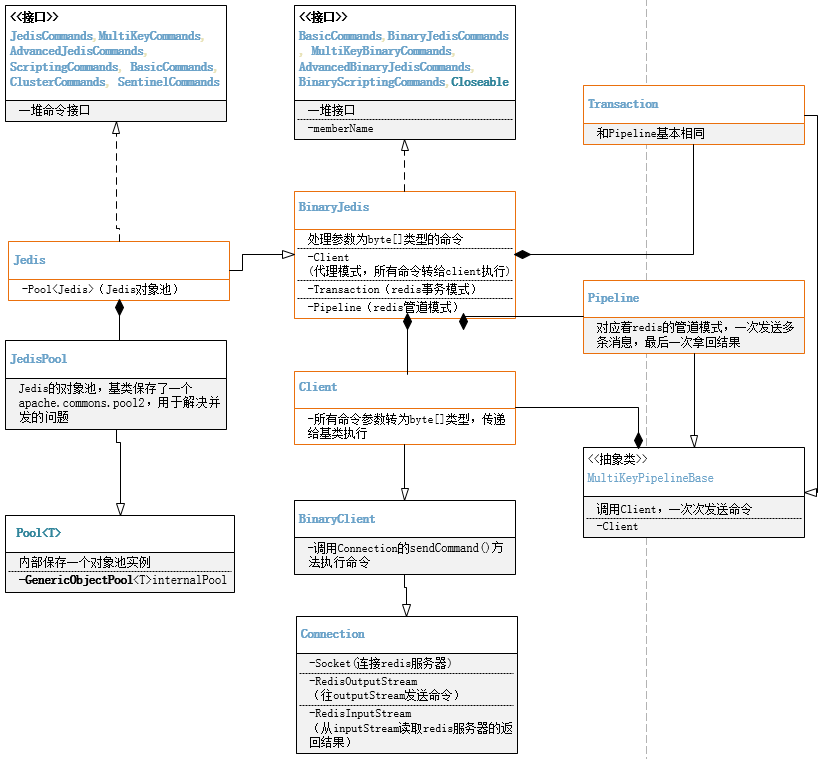 <<接口>>
JedisCommands,MultiKeyCommands,
AdvancedJedisCommands,
ScriptingCommands, BasicCommands,
ClusterCommands, SentinelCommands
一堆命令接口
<<接口>>
BasicCommands,BinaryJedisCommands
, MultiKeyBinaryCommands,
AdvancedBinaryJedisCommands,
BinaryScriptingCommands,Closeable
一堆接口
-memberName
Transaction
和Pipeline基本相同
BinaryJedis
处理参数为byte[]类型的命令
-Client
(代理模式，所有命令转给client执行)
-Transaction（redis事务模式）
-Pipeline（redis管道模式）
Jedis
-Pool<Jedis>（Jedis对象池）
Pipeline
对应着redis的管道模式，一次发送多
条消息，最后一次拿回结果
JedisPool
Jedis的对象池，基类保存了一个
apache.commons.pool2，用于解决并
发的问题
Client
-所有命令参数转为byte[]类型，传递
给基类执行
<<抽象类>>
MultiKeyPipelineBase
调用Client，一次次发送命令
-Client
Pool<T>
内部保存一个对象池实例
-GenericObjectPool<T>internalPool
BinaryClient
-调用Connection的sendCommand()方
法执行命令
Connection
-Socket(连接redis服务器)
-RedisOutputStream
（往outputStream发送命令）
-RedisInputStream
（从inputStream读取redis服务器的返
回结果）